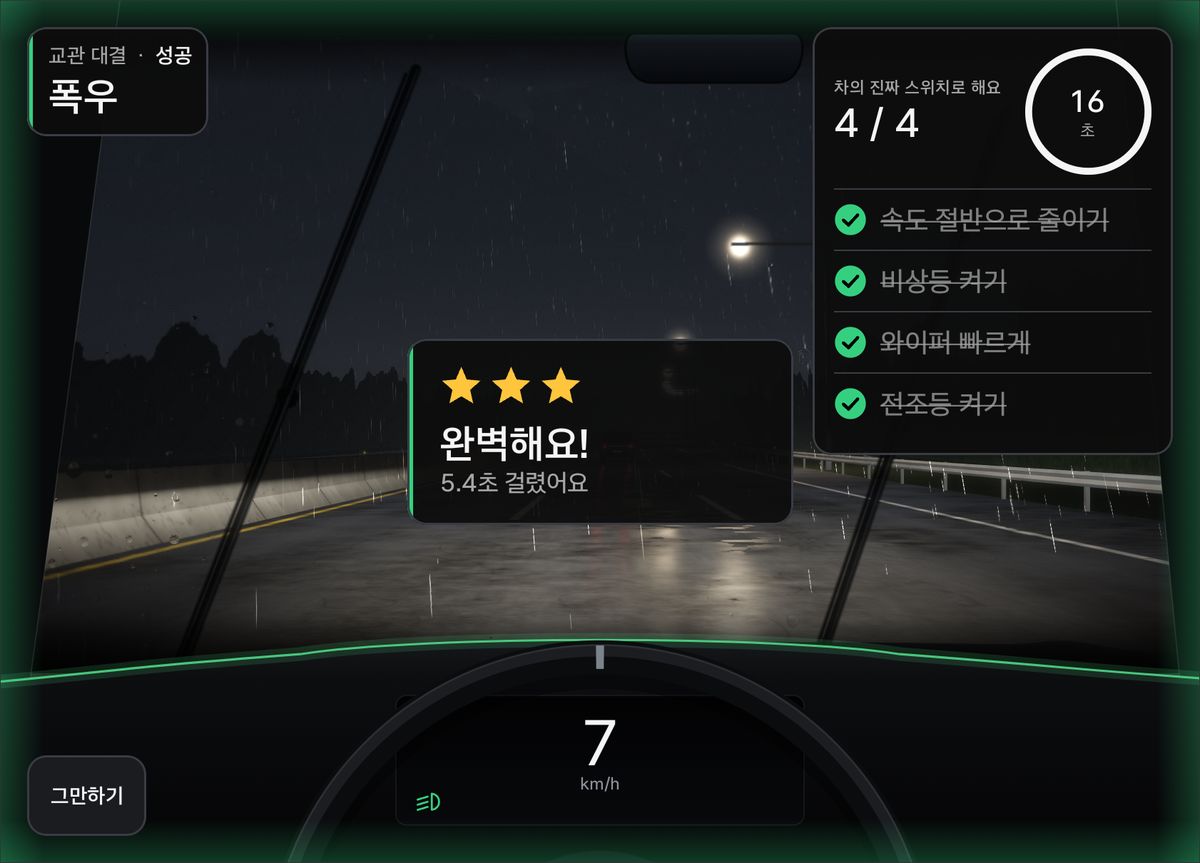 교관 대결 · 성공
폭우
차의 진짜 스위치로 해요
4 / 4
16
초
속도 절반으로 줄이기
비상등 켜기
와이퍼 빠르게
전조등 켜기
완벽해요!
5.4초 걸렸어요
7
km/h
그만하기